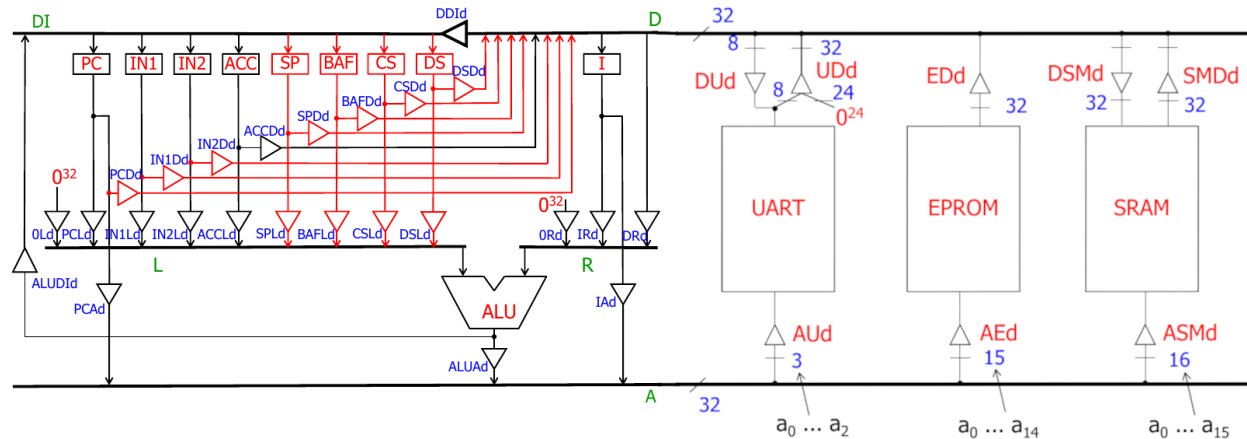 DI
DDId
D
32
PC
IN1
IN2
ACC
SP
BAF
CS
DS
I
8
32
DUd
UDd
8
24
0²⁴
EDd
32
DSMd
SMDd
32
32
DSDd
CSDd
BAFDd
SPDd
ACCDd
IN2Dd
IN1Dd
PCDd
0³²
0³²
UART
EPROM
SRAM
0Ld
PCLd
IN1Ld
IN2Ld
ACCLd
SPLd
BAFLd
CSLd
DSLd
0Rd
IRd
DRd
L
R
ALUDId
PCAd
ALU
IAd
AUd
3
AEd
15
ASMd
16
ALUAd
A
32
a₀ ... a₂
a₀ ... a₁₄
a₀ ... a₁₅